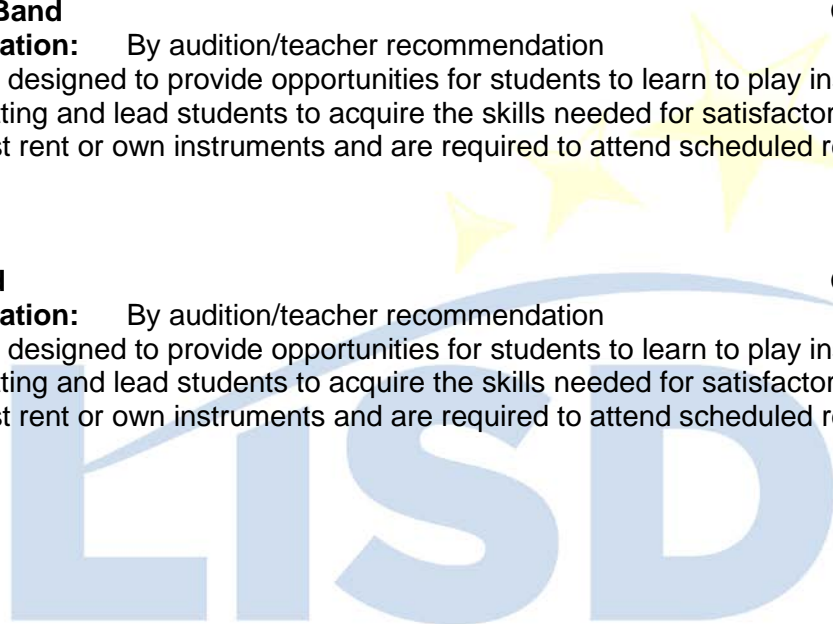 Band
ation: By audition/teacher recommendation
designed to provide opportunities for students to learn to play in
ting and lead students to acquire the skills needed for satisfactor
st rent or own instruments and are required to attend scheduled r
d
ation: By audition/teacher recommendation
designed to provide opportunities for students to learn to play in
ting and lead students to acquire the skills needed for satisfactor
st rent or own instruments and are required to attend scheduled r
LISD